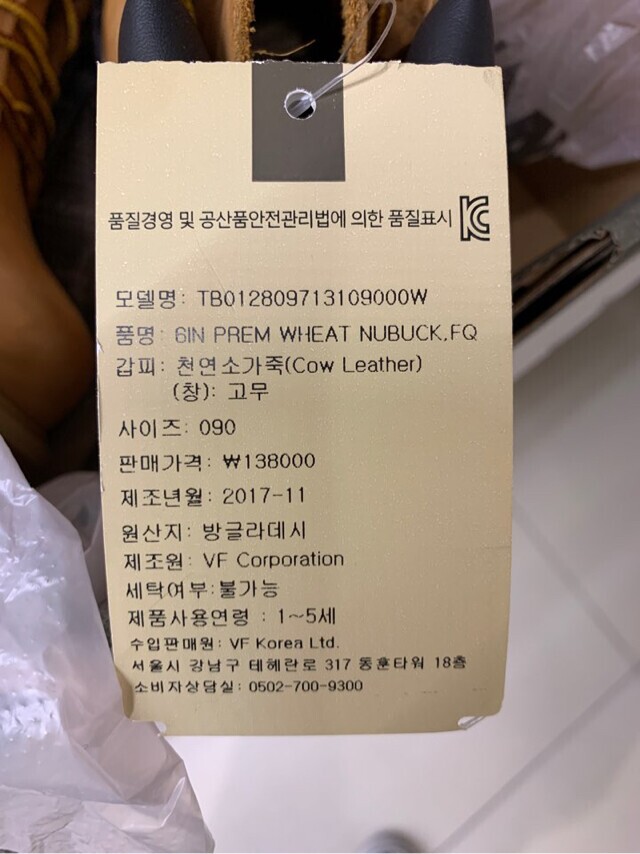 품질경영 및 공산품안전관리법에 의한 품질표시 KC
모델명: TB012809713109000W
품명: 6IN PREM WHEAT NUBUCK,FQ
갑피: 천연소가죽(Cow Leather)
(창): 고무
사이즈: 090
판매가격: ₩138000
제조년월: 2017-11
원산지: 방글라데시
제조원: VF Corporation
세탁여부:불가능
제품사용연령 : 1~5세
수입판매원: VF Korea Ltd.
서울시 강남구 테헤란로 317 동훈타워 18층
소비자상담실: 0502-700-9300